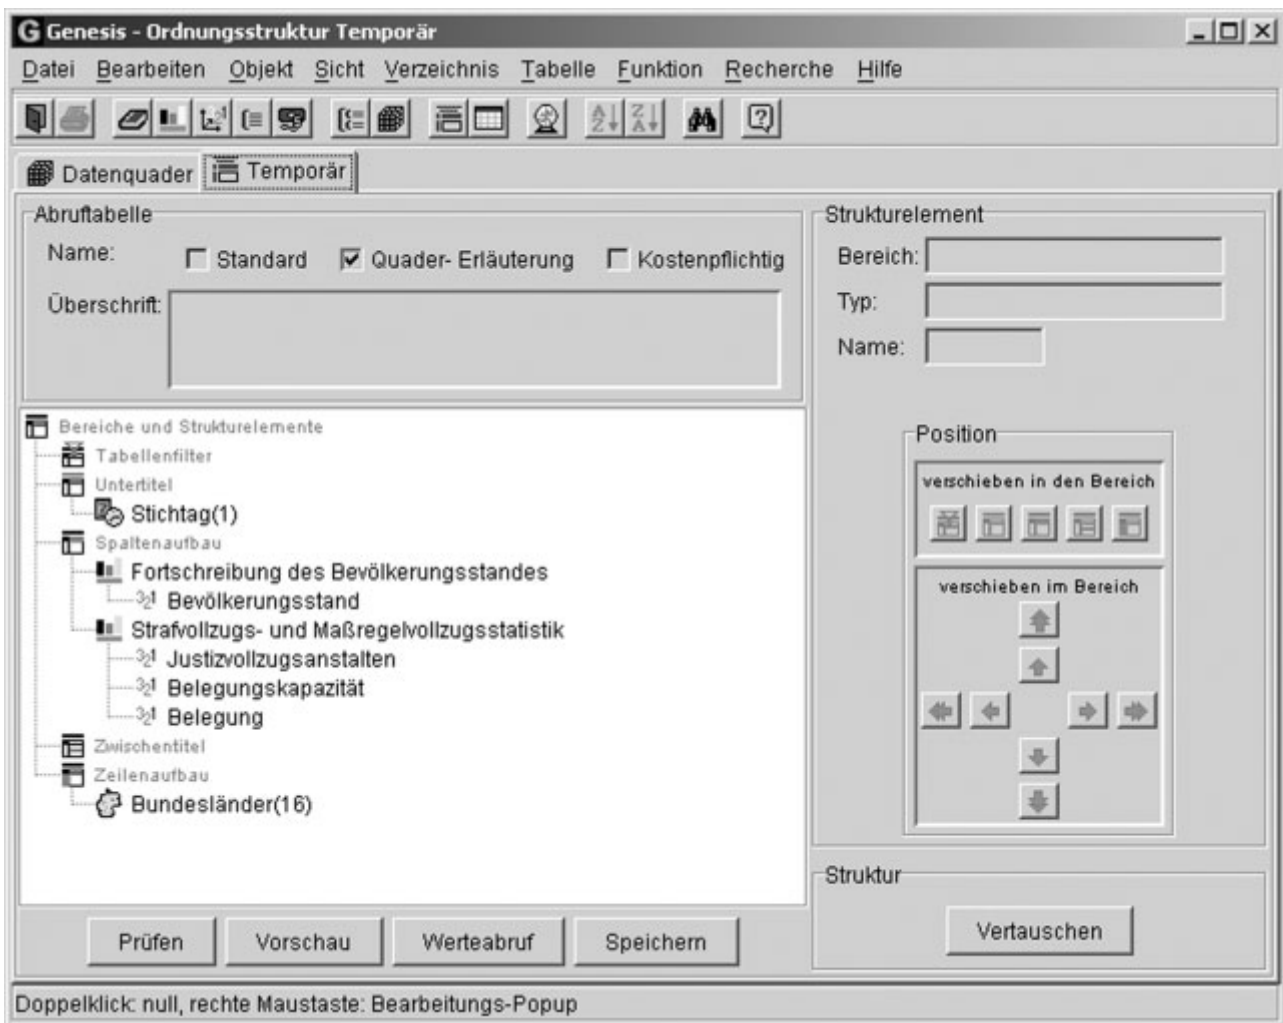 Genesis - Ordnungsstruktur Temporär
Datei Bearbeiten Objekt Sicht Verzeichnis Tabelle Funktion Recherche Hilfe
Datenquader Temporär
Abruftabelle
Name: Standard Quader- Erläuterung Kostenpflichtig
Überschrift:
Bereiche und Strukturelemente
Tabellenfilter
Untertitel
Stichtag(1)
Spaltenaufbau
Fortschreibung des Bevölkerungsstandes
Bevölkerungsstand
Strafvollzugs- und Maßregelvollzugsstatistik
Justizvollzugsanstalten
Belegungskapazität
Belegung
Zwischentitel
Zeilenaufbau
Bundesländer(16)
Prüfen Vorschau Werteabruf Speichern
Strukturelement
Bereich:
Typ:
Name:
Position
verschieben in den Bereich
verschieben im Bereich
Struktur
Vertauschen
Doppelklick: null, rechte Maustaste: Bearbeitungs-Popup